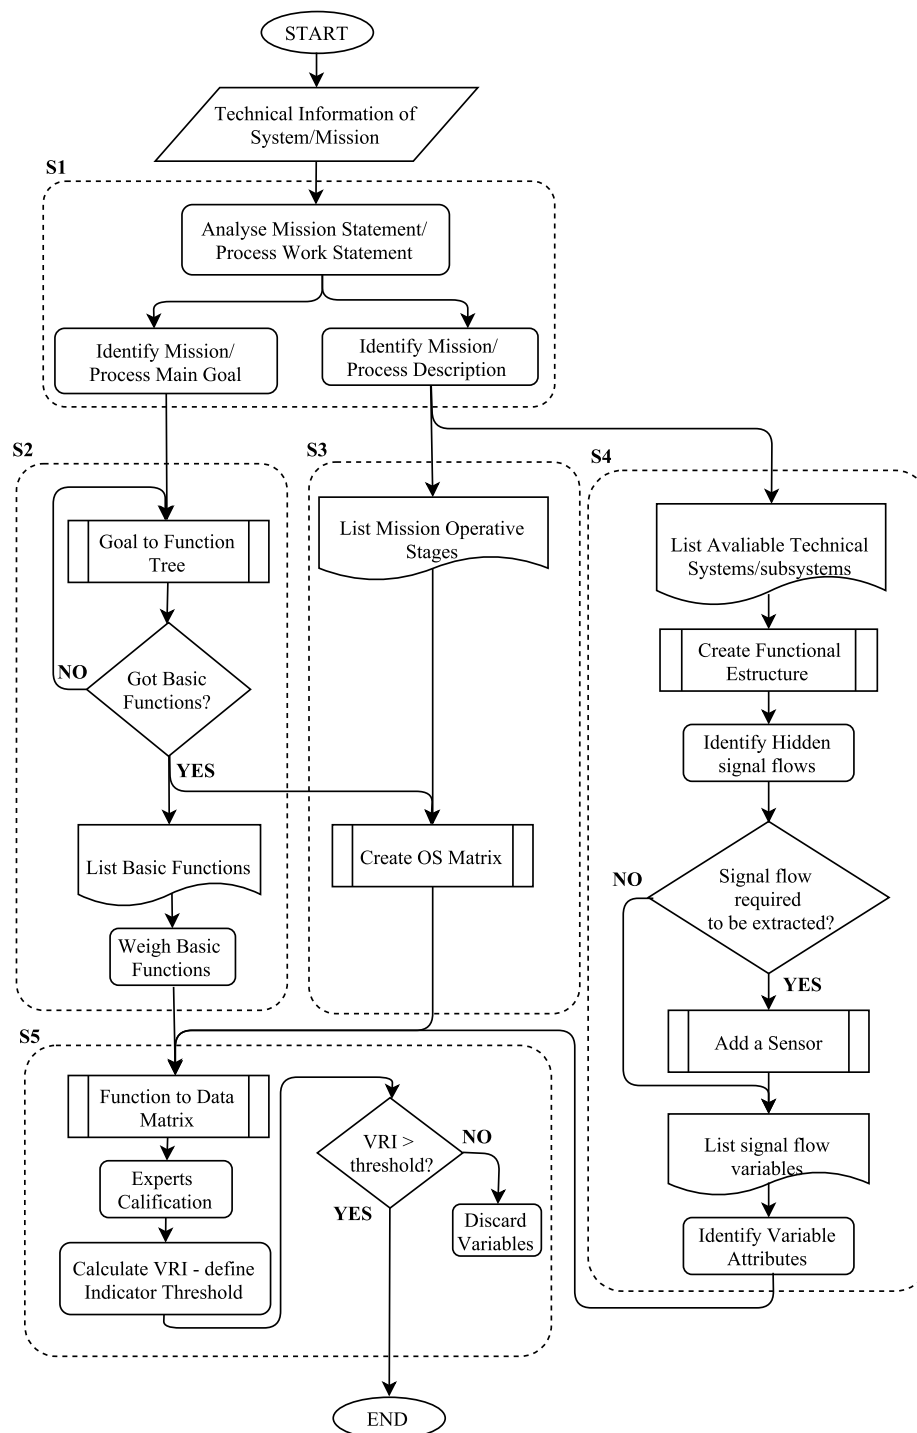 START
Technical Information of
System/Mission
S1
Analyse Mission Statement/
Process Work Statement
Identify Mission/
Process Main Goal
Identify Mission/
Process Description
S2
Goal to Function
Tree
NO
Got Basic
Functions?
YES
List Basic Functions
Weigh Basic
Functions
S3
List Mission Operative
Stages
Create OS Matrix
S4
List Avaliable Technical
Systems/subsystems
Create Functional
Estructure
Identify Hidden
signal flows
NO
Signal flow
required
to be extracted?
YES
Add a Sensor
List signal flow
variables
Identify Variable
Attributes
S5
Function to Data
Matrix
Experts
Calification
Calculate VRI - define
Indicator Threshold
VRI >
threshold?
NO
YES
Discard
Variables
END